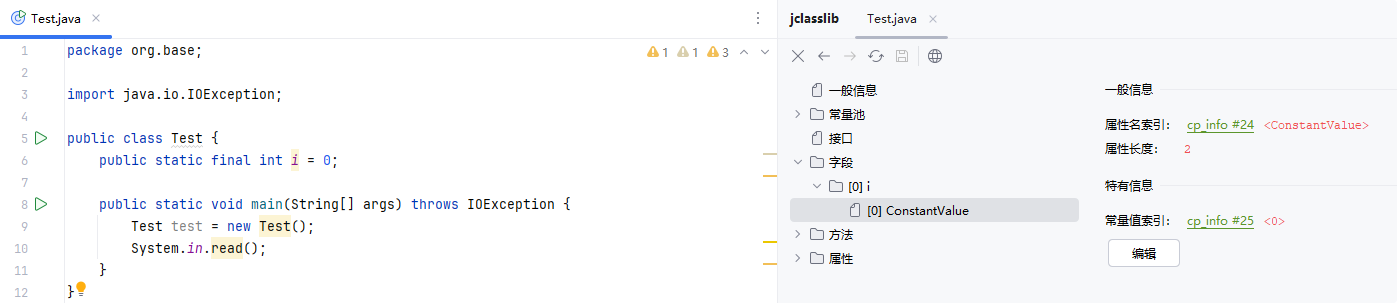 Test.java
1 package org.base;
2
3 import java.io.IOException;
4
5 public class Test {
6 public static final int i = 0;
7
8 public static void main(String[] args) throws IOException {
9 Test test = new Test();
10 System.in.read();
11 }
12 }
1 1 3
jclasslib Test.java
一般信息
常量池
接口
字段
[0] i
[0] ConstantValue
方法
属性
一般信息
属性名索引: cp_info #24 <ConstantValue>
属性长度: 2
特有信息
常量值索引: cp_info #25 <0>
编辑